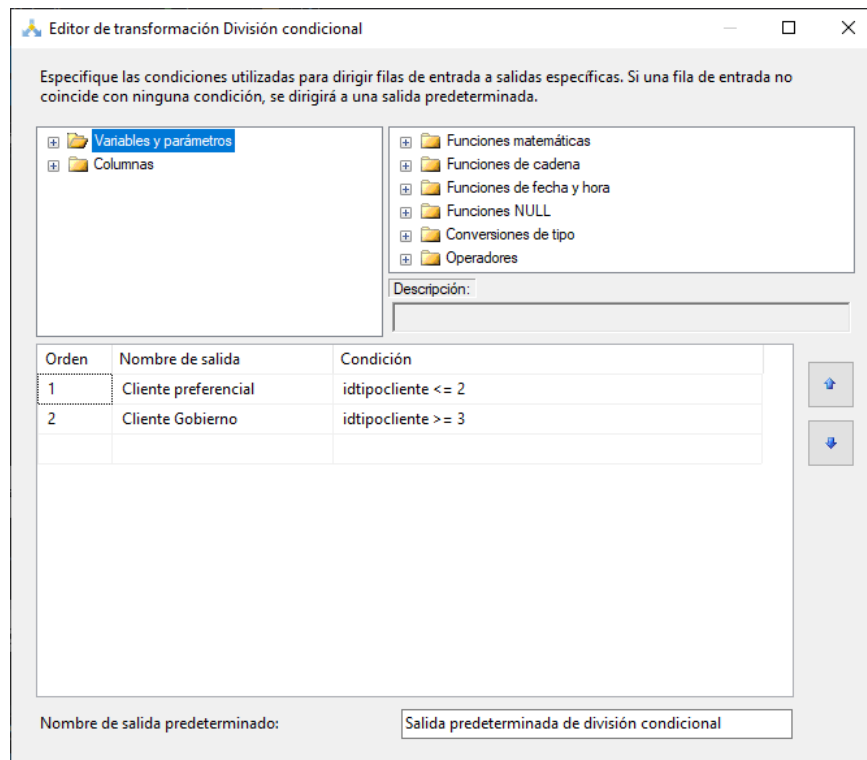 Editor de transformación División condicional
Especifique las condiciones utilizadas para dirigir filas de entrada a salidas específicas. Si una fila de entrada no
coincide con ninguna condición, se dirigirá a una salida predeterminada.
Variables y parámetros
Columnas
Funciones matemáticas
Funciones de cadena
Funciones de fecha y hora
Funciones NULL
Conversiones de tipo
Operadores
Descripción:
Orden Nombre de salida Condición
1 Cliente preferencial idtipocliente <= 2
2 Cliente Gobierno idtipocliente >= 3
Nombre de salida predeterminado: Salida predeterminada de división condicional